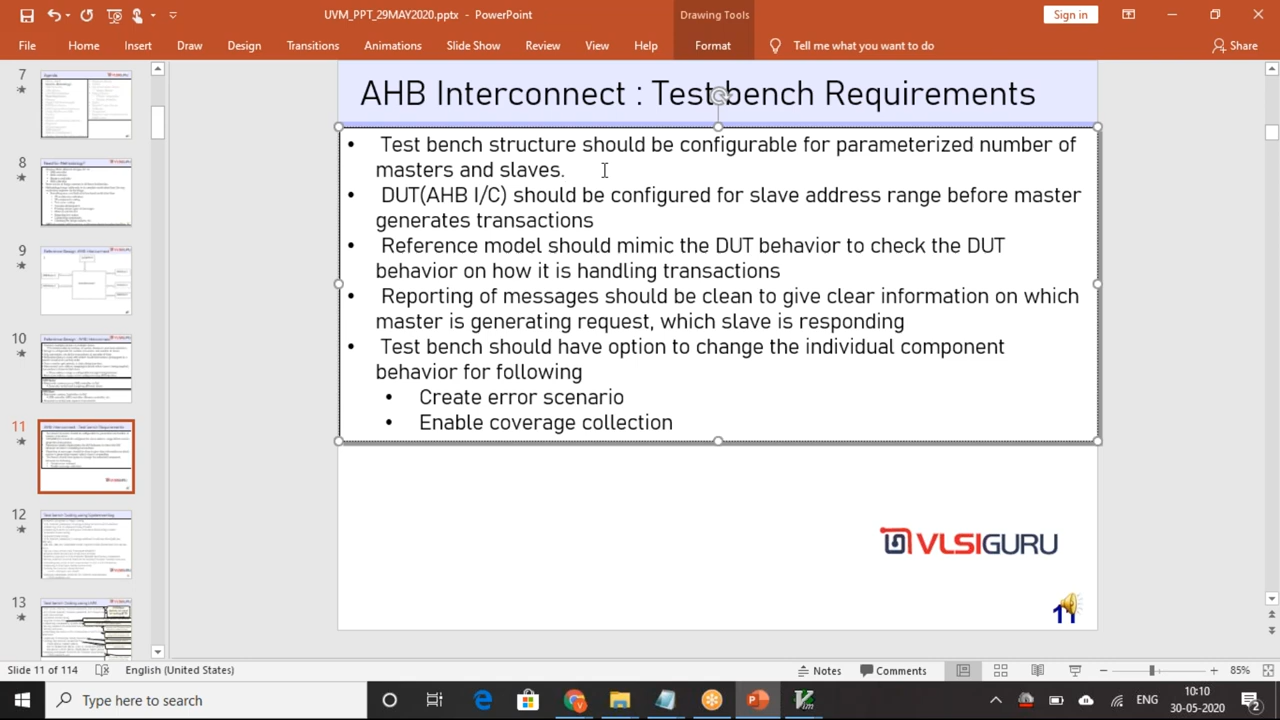 UVM_PPT_29MAY2020.pptx - PowerPoint
Drawing Tools
Sign in
File
Home
Insert
Draw
Design
Transitions
Animations
Slide Show
Review
View
Help
Format
Tell me what you want to do
Share
7
8
9
10
11
12
13
AHB Interconnect : Test bench Requirements
• Test bench structure should be configurable for parameterized number of
masters and slaves.
• DUT(AHB I/C) should be configured for slave address range before master
generates transactions
• Reference model should mimic the DUT behavior to check the DUT
behavior on how it is handling transactions
• Reporting of messages should be clean to give clear information on which
master is generating request, which slave is responding
• Test bench should have option to change the individual component
behavior for following
• Create error scenario
• Enable coverage collection
VLSIGURU
11
Slide 11 of 114
English (United States)
Notes
Comments
85%
Type here to search
ENG
10:10
30-05-2020
2